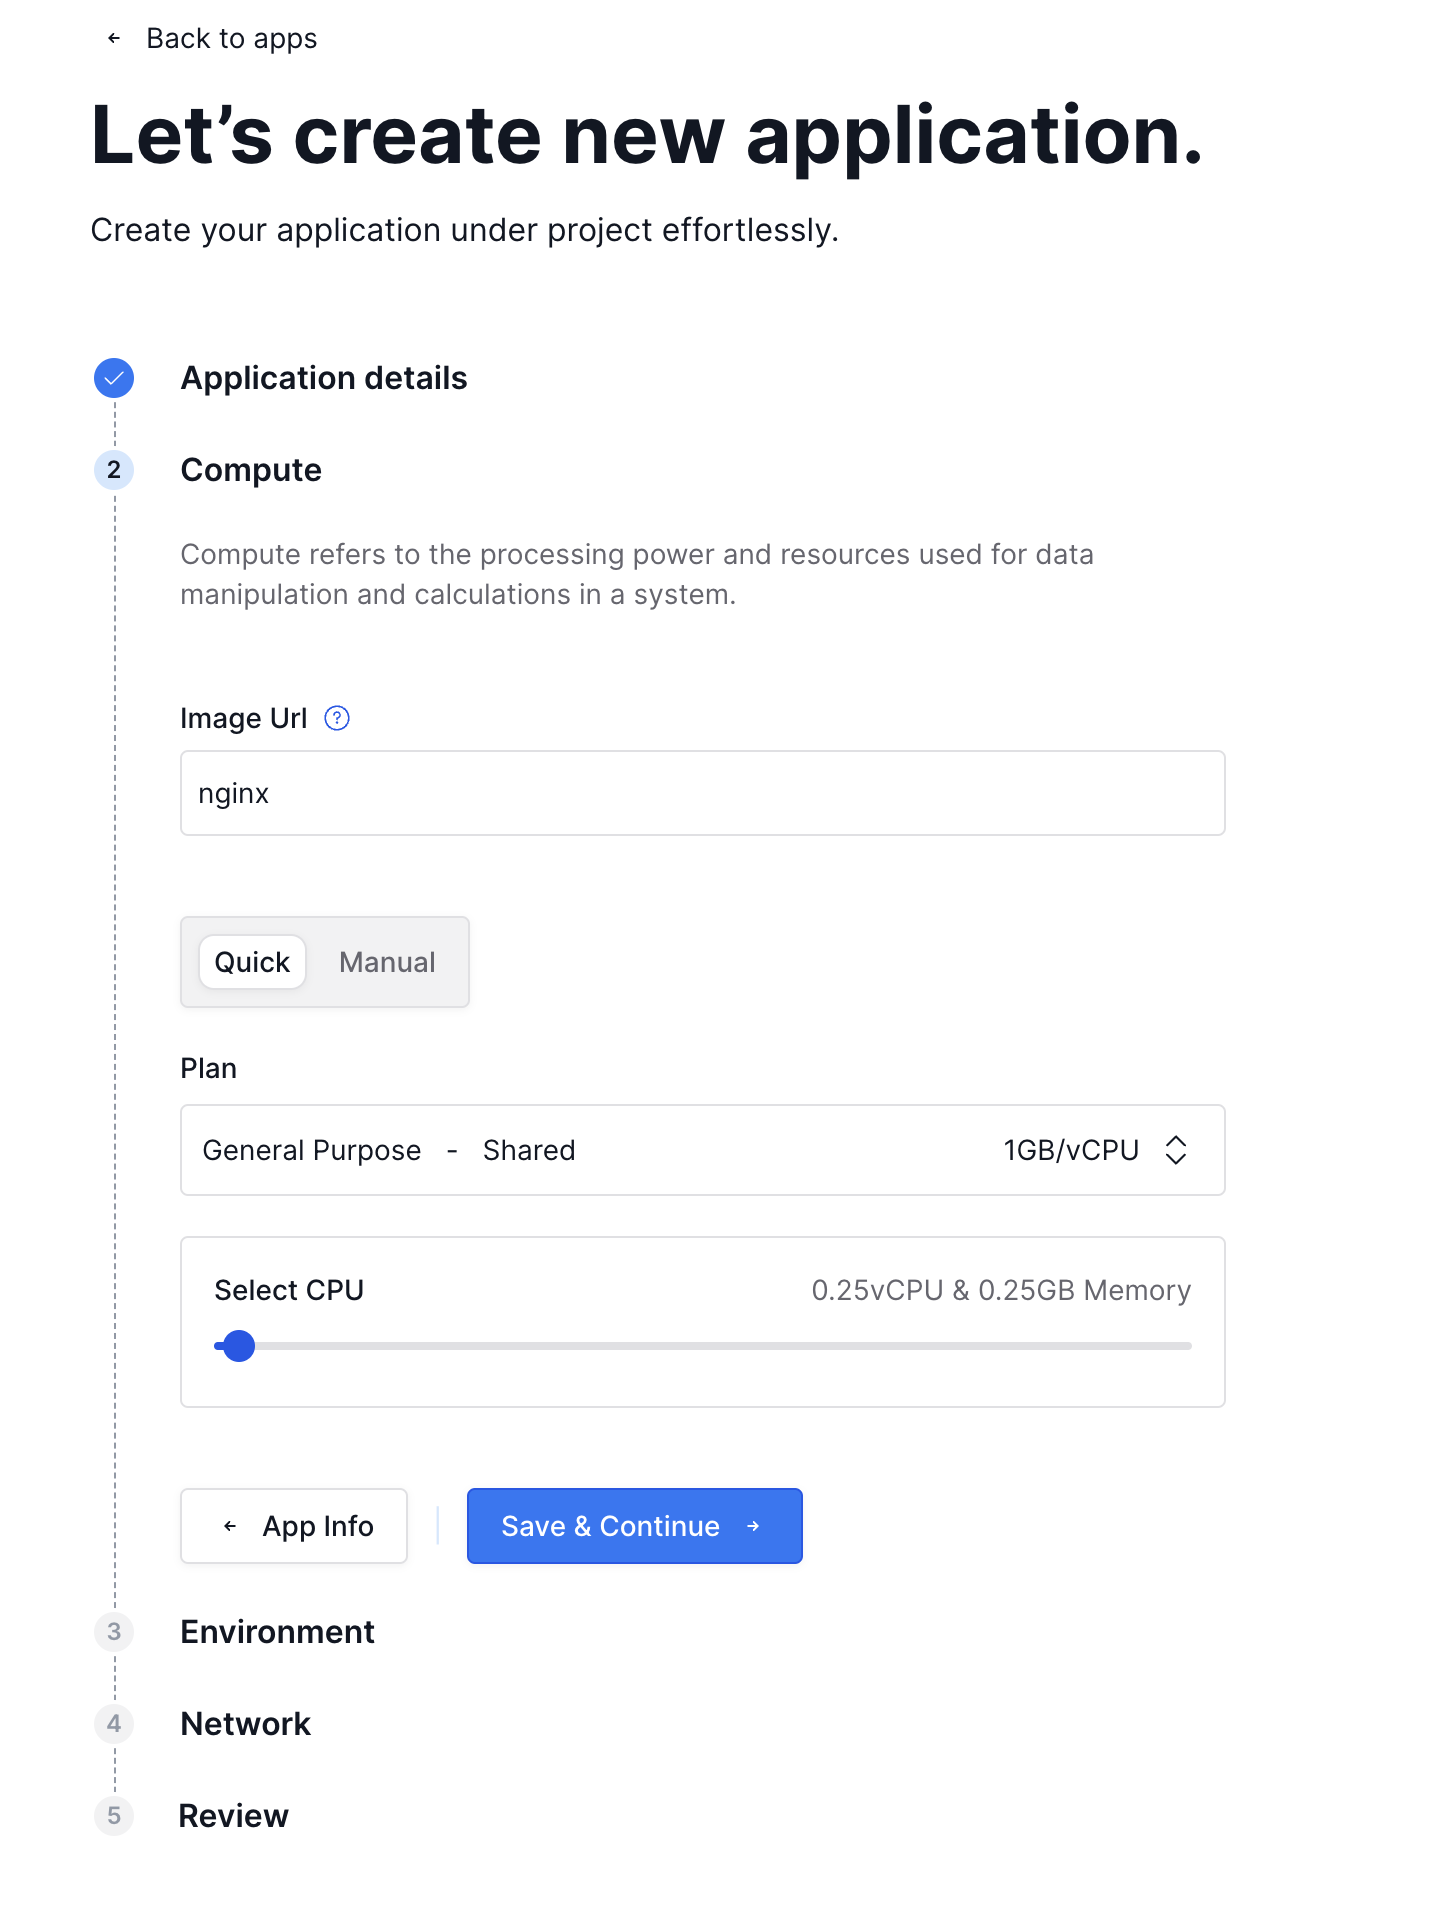 Back to apps
Let’s create new application.
Create your application under project effortlessly.
Application details
2 Compute
Compute refers to the processing power and resources used for data
manipulation and calculations in a system.
Image Url ?
nginx
Quick Manual
Plan
General Purpose - Shared 1GB/vCPU
Select CPU 0.25vCPU & 0.25GB Memory
App Info Save & Continue
3 Environment
4 Network
5 Review